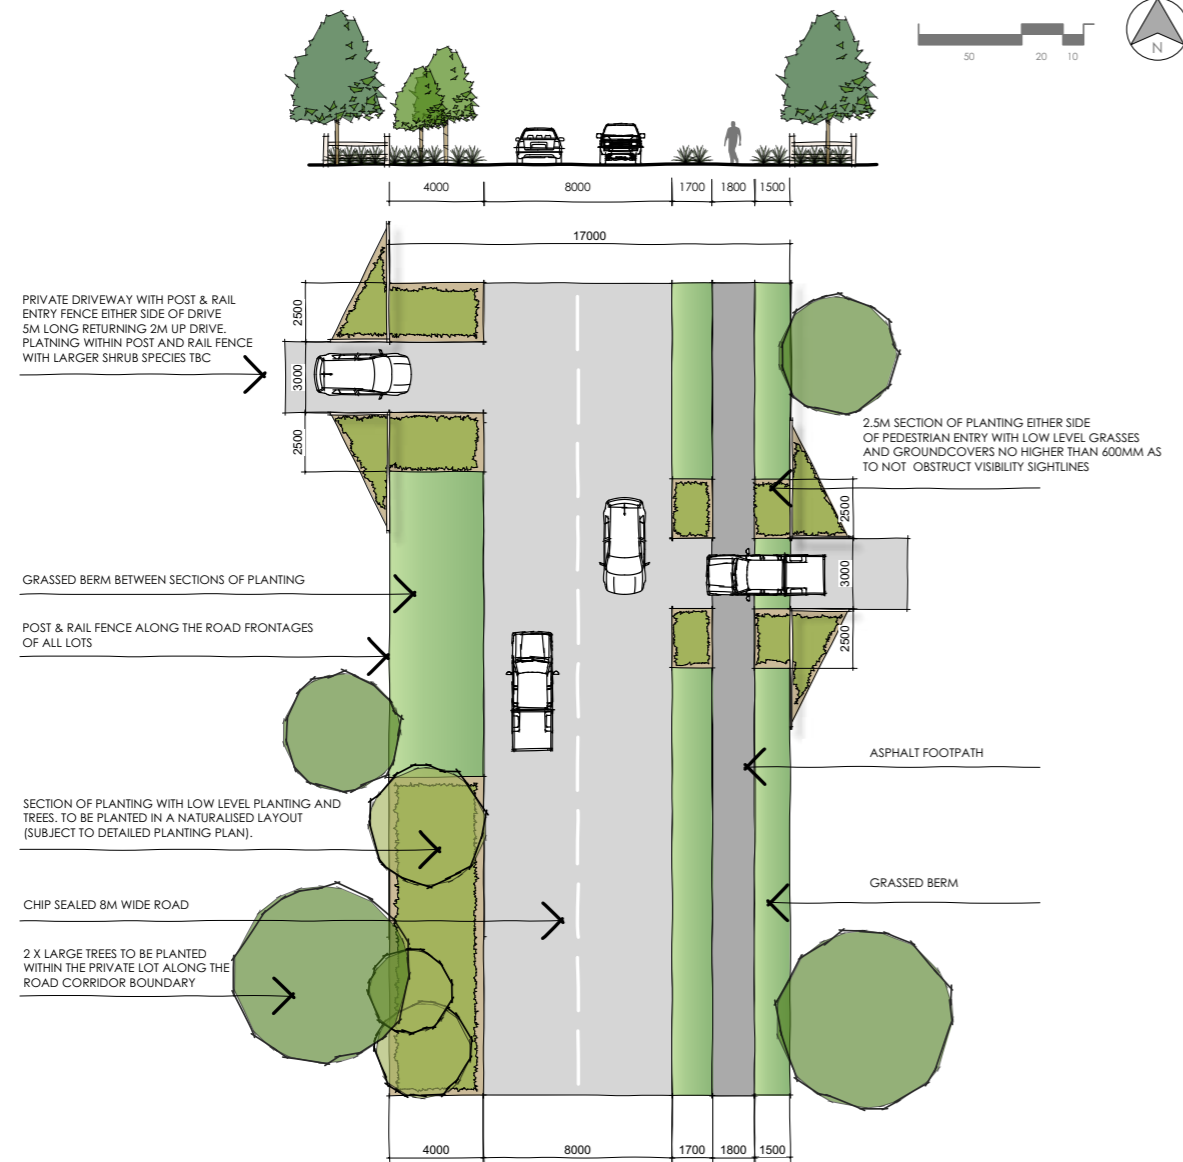 50 20 10
N
4000 8000 1700 1800 1500
17000
PRIVATE DRIVEWAY WITH POST & RAIL
ENTRY FENCE EITHER SIDE OF DRIVE
5M LONG RETURNING 2M UP DRIVE.
PLATNING WITHIN POST AND RAIL FENCE
WITH LARGER SHRUB SPECIES TBC
2500
3000
2500
2.5M SECTION OF PLANTING EITHER SIDE
OF PEDESTRIAN ENTRY WITH LOW LEVEL GRASSES
AND GROUNDCOVERS NO HIGHER THAN 600MM AS
TO NOT OBSTRUCT VISIBILITY SIGHTLINES
2500
3000
2500
GRASSED BERM BETWEEN SECTIONS OF PLANTING
POST & RAIL FENCE ALONG THE ROAD FRONTAGES
OF ALL LOTS
ASPHALT FOOTPATH
SECTION OF PLANTING WITH LOW LEVEL PLANTING AND
TREES. TO BE PLANTED IN A NATURALISED LAYOUT
(SUBJECT TO DETAILED PLANTING PLAN).
GRASSED BERM
CHIP SEALED 8M WIDE ROAD
2 X LARGE TREES TO BE PLANTED
WITHIN THE PRIVATE LOT ALONG THE
ROAD CORRIDOR BOUNDARY
4000 8000 1700 1800 1500